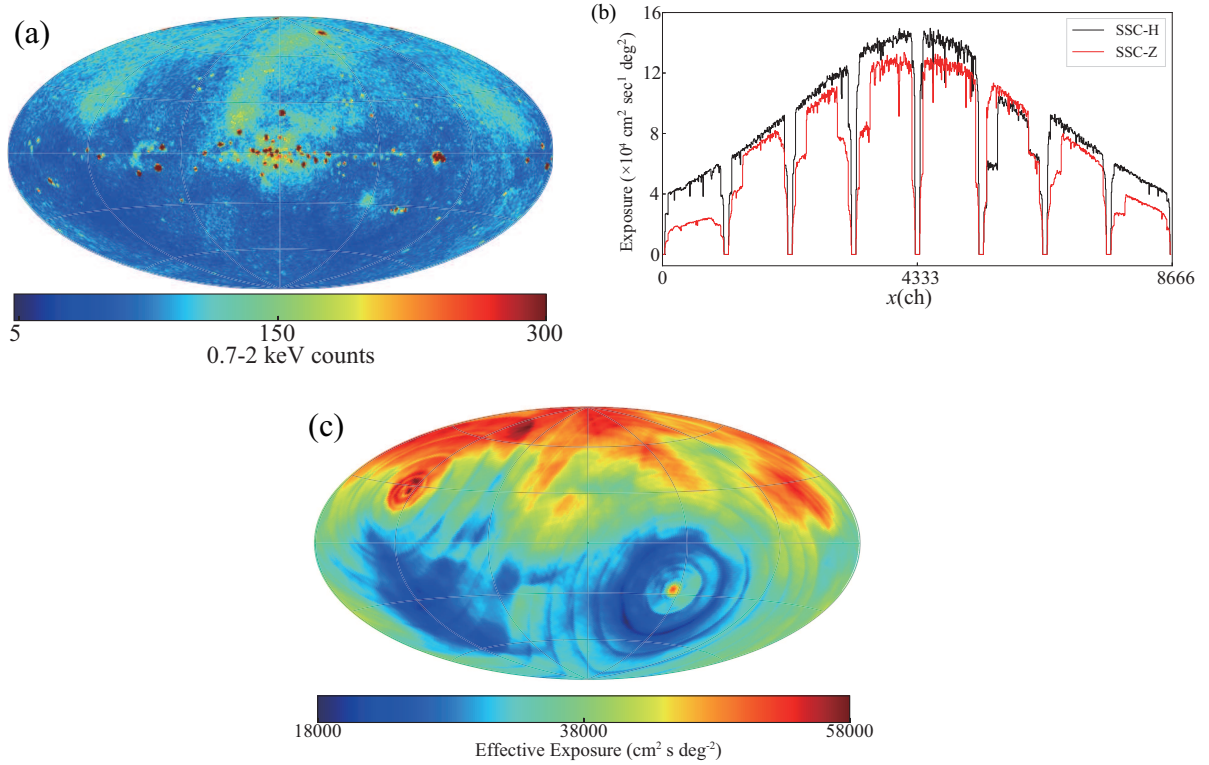 (a)
5 150 300
0.7-2 keV counts
(b)
16
12
8
4
0
Exposure (×10⁴ cm² sec¹ deg²)
SSC-H
SSC-Z
0 4333 8666
x(ch)
(c)
18000 38000 58000
Effective Exposure (cm² s deg⁻²)